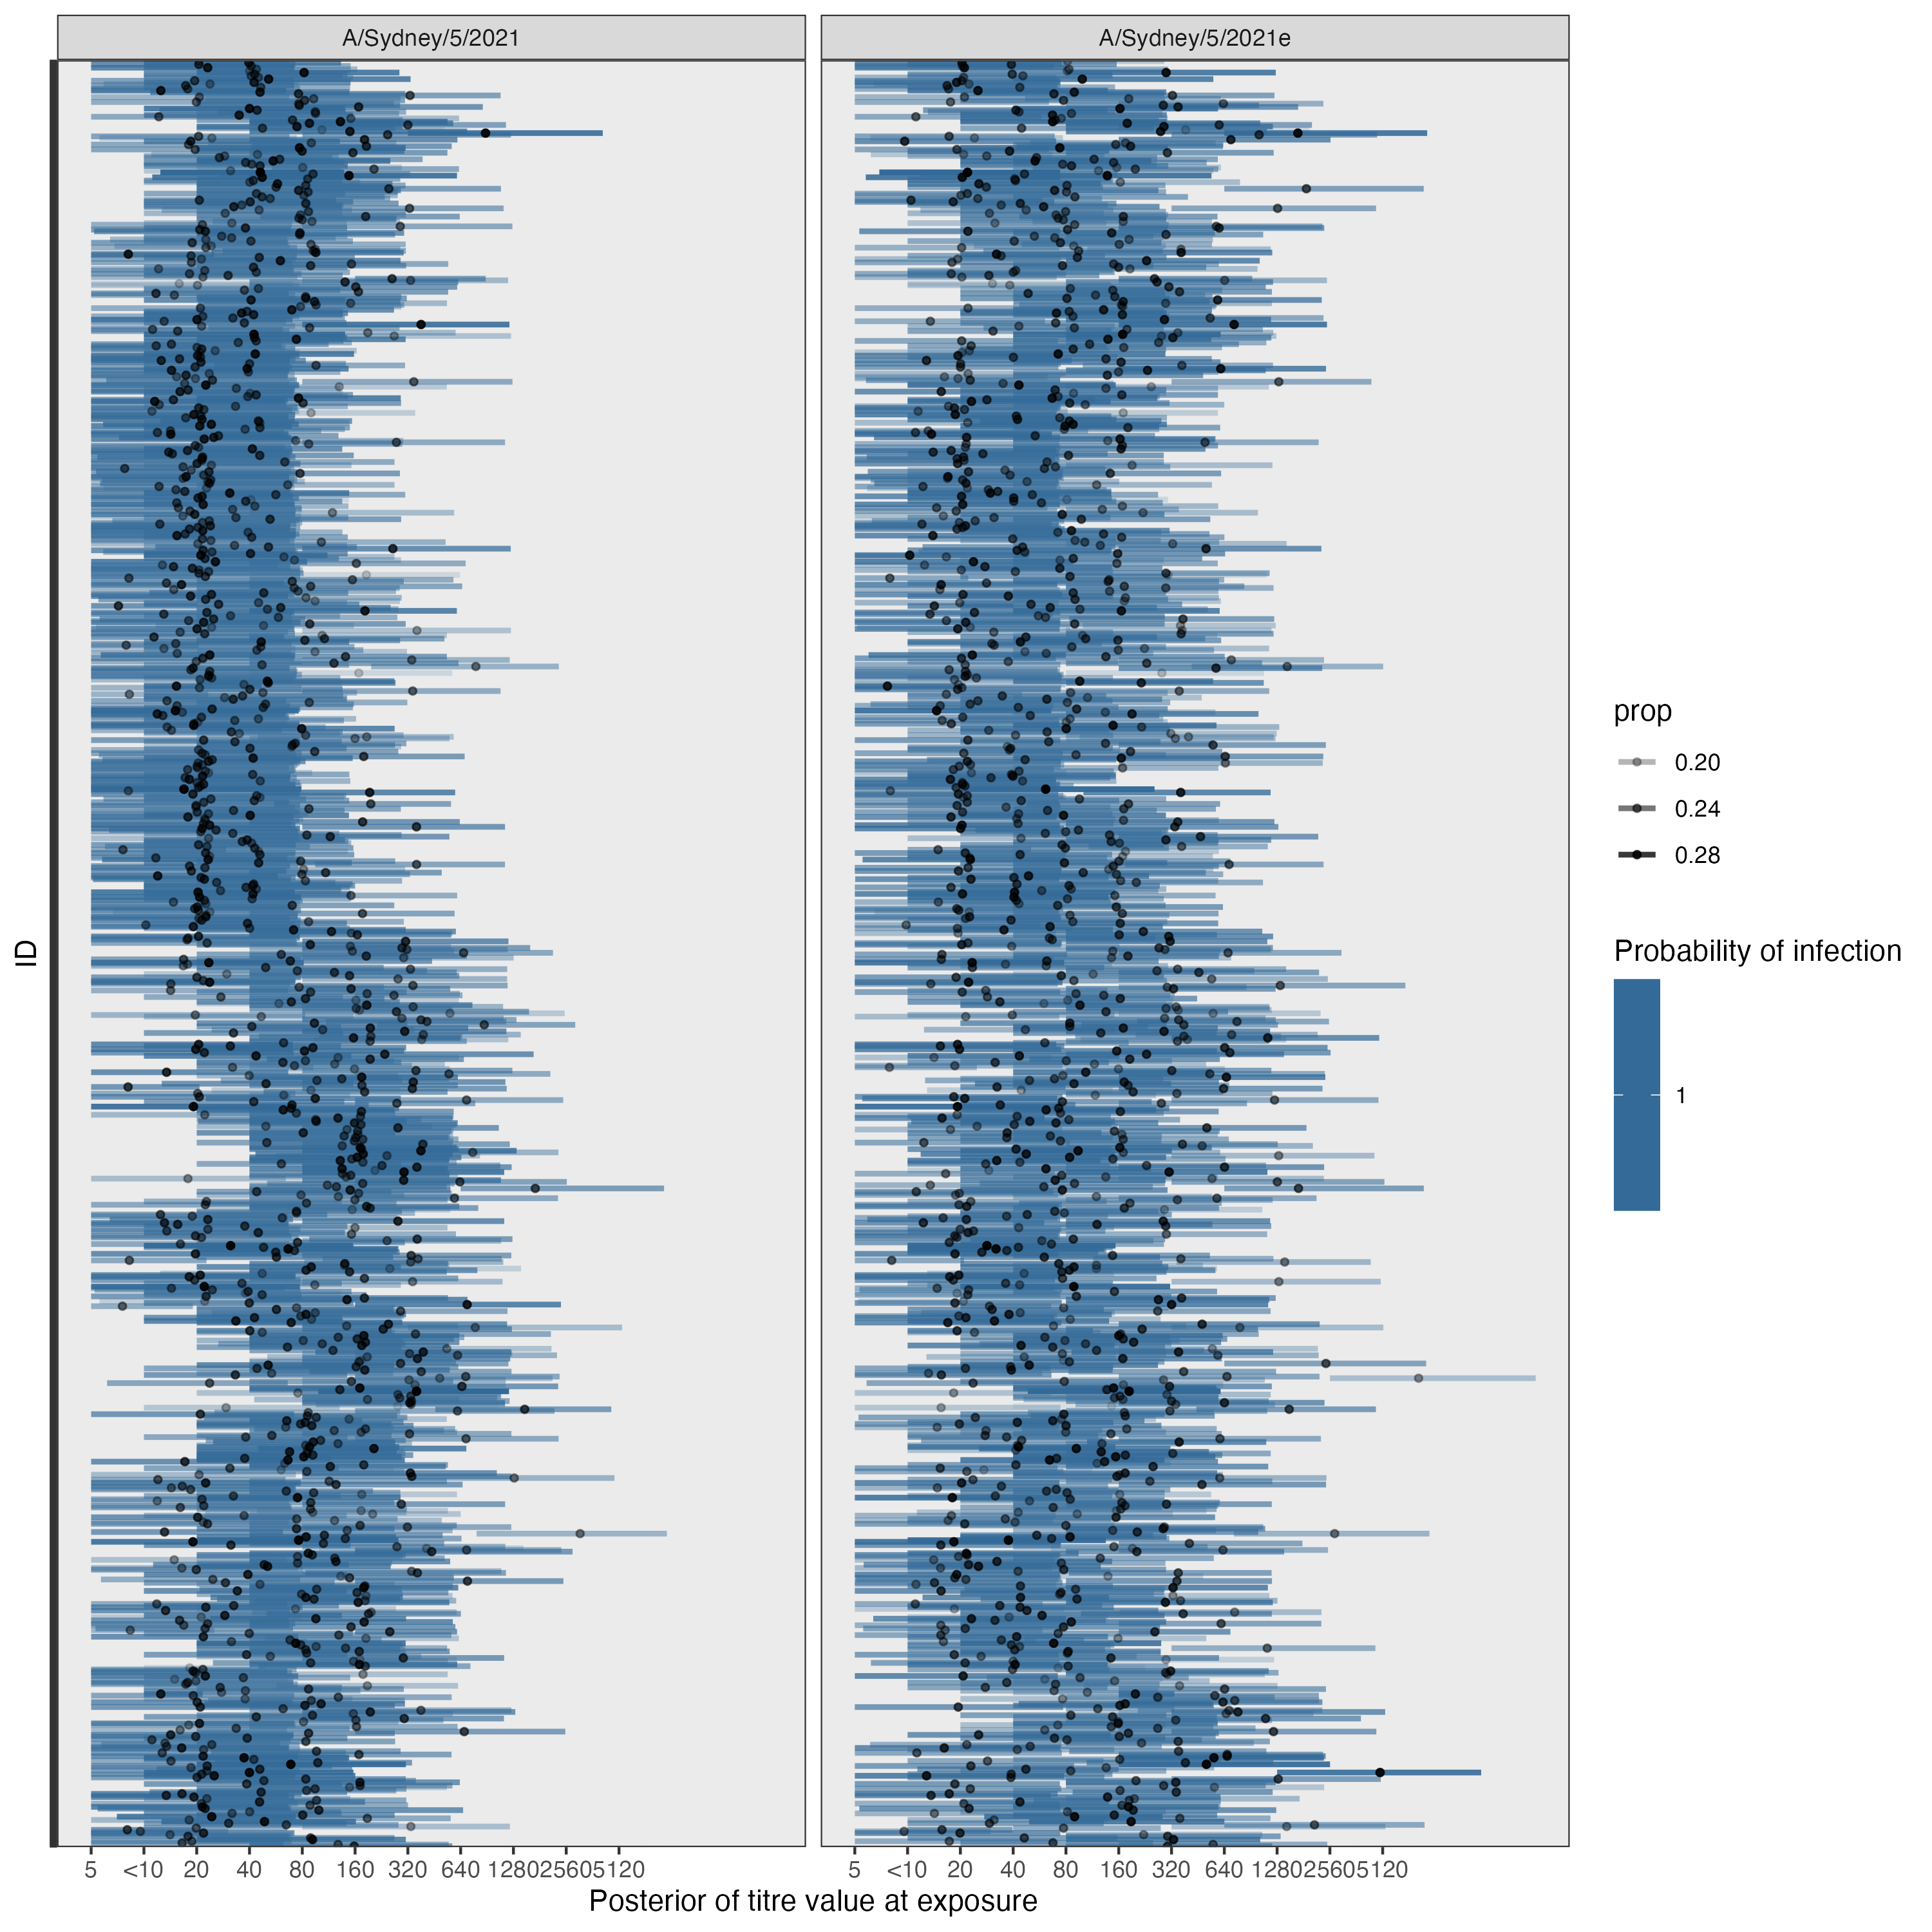 A/Sydney/5/2021
A/Sydney/5/2021e
ID
5 <10 20 40 80 160 320 640 1280 2560 5120
5 <10 20 40 80 160 320 640 1280 2560 5120
Posterior of titre value at exposure
prop
0.20
0.24
0.28
Probability of infection
1